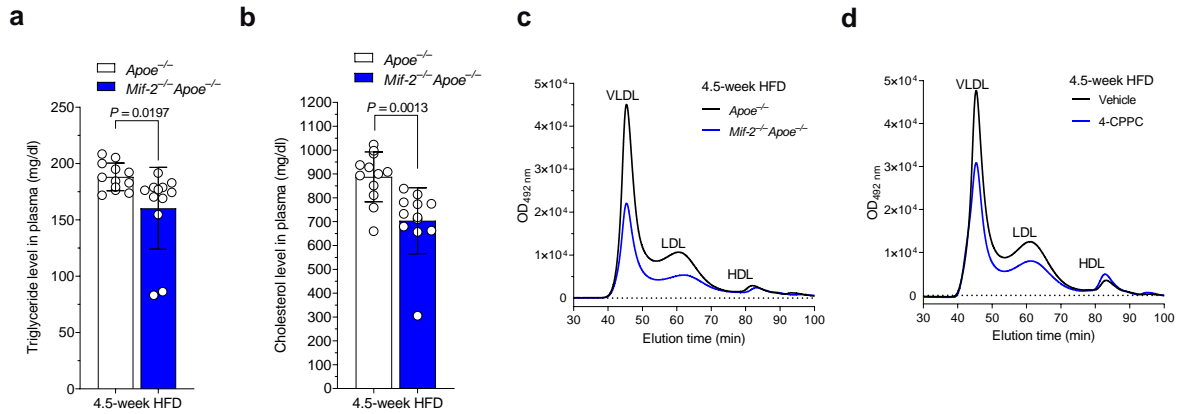 a
Apoe⁻/⁻
Mif-2⁻/⁻Apoe⁻/⁻
P = 0.0197
250
200
150
100
50
0
Triglyceride level in plasma (mg/dl)
4.5-week HFD
b
Apoe⁻/⁻
Mif-2⁻/⁻Apoe⁻/⁻
P = 0.0013
1200
1100
1000
900
800
700
600
500
400
300
200
100
0
Cholesterol level in plasma (mg/dl)
4.5-week HFD
c
4.5-week HFD
Apoe⁻/⁻
Mif-2⁻/⁻Apoe⁻/⁻
5×10⁴
4×10⁴
3×10⁴
2×10⁴
1×10⁴
0
OD492 nm
VLDL
LDL
HDL
30 40 50 60 70 80 90 100
Elution time (min)
d
4.5-week HFD
Vehicle
4-CPPC
5×10⁴
4×10⁴
3×10⁴
2×10⁴
1×10⁴
0
OD492 nm
VLDL
LDL
HDL
30 40 50 60 70 80 90 100
Elution time (min)